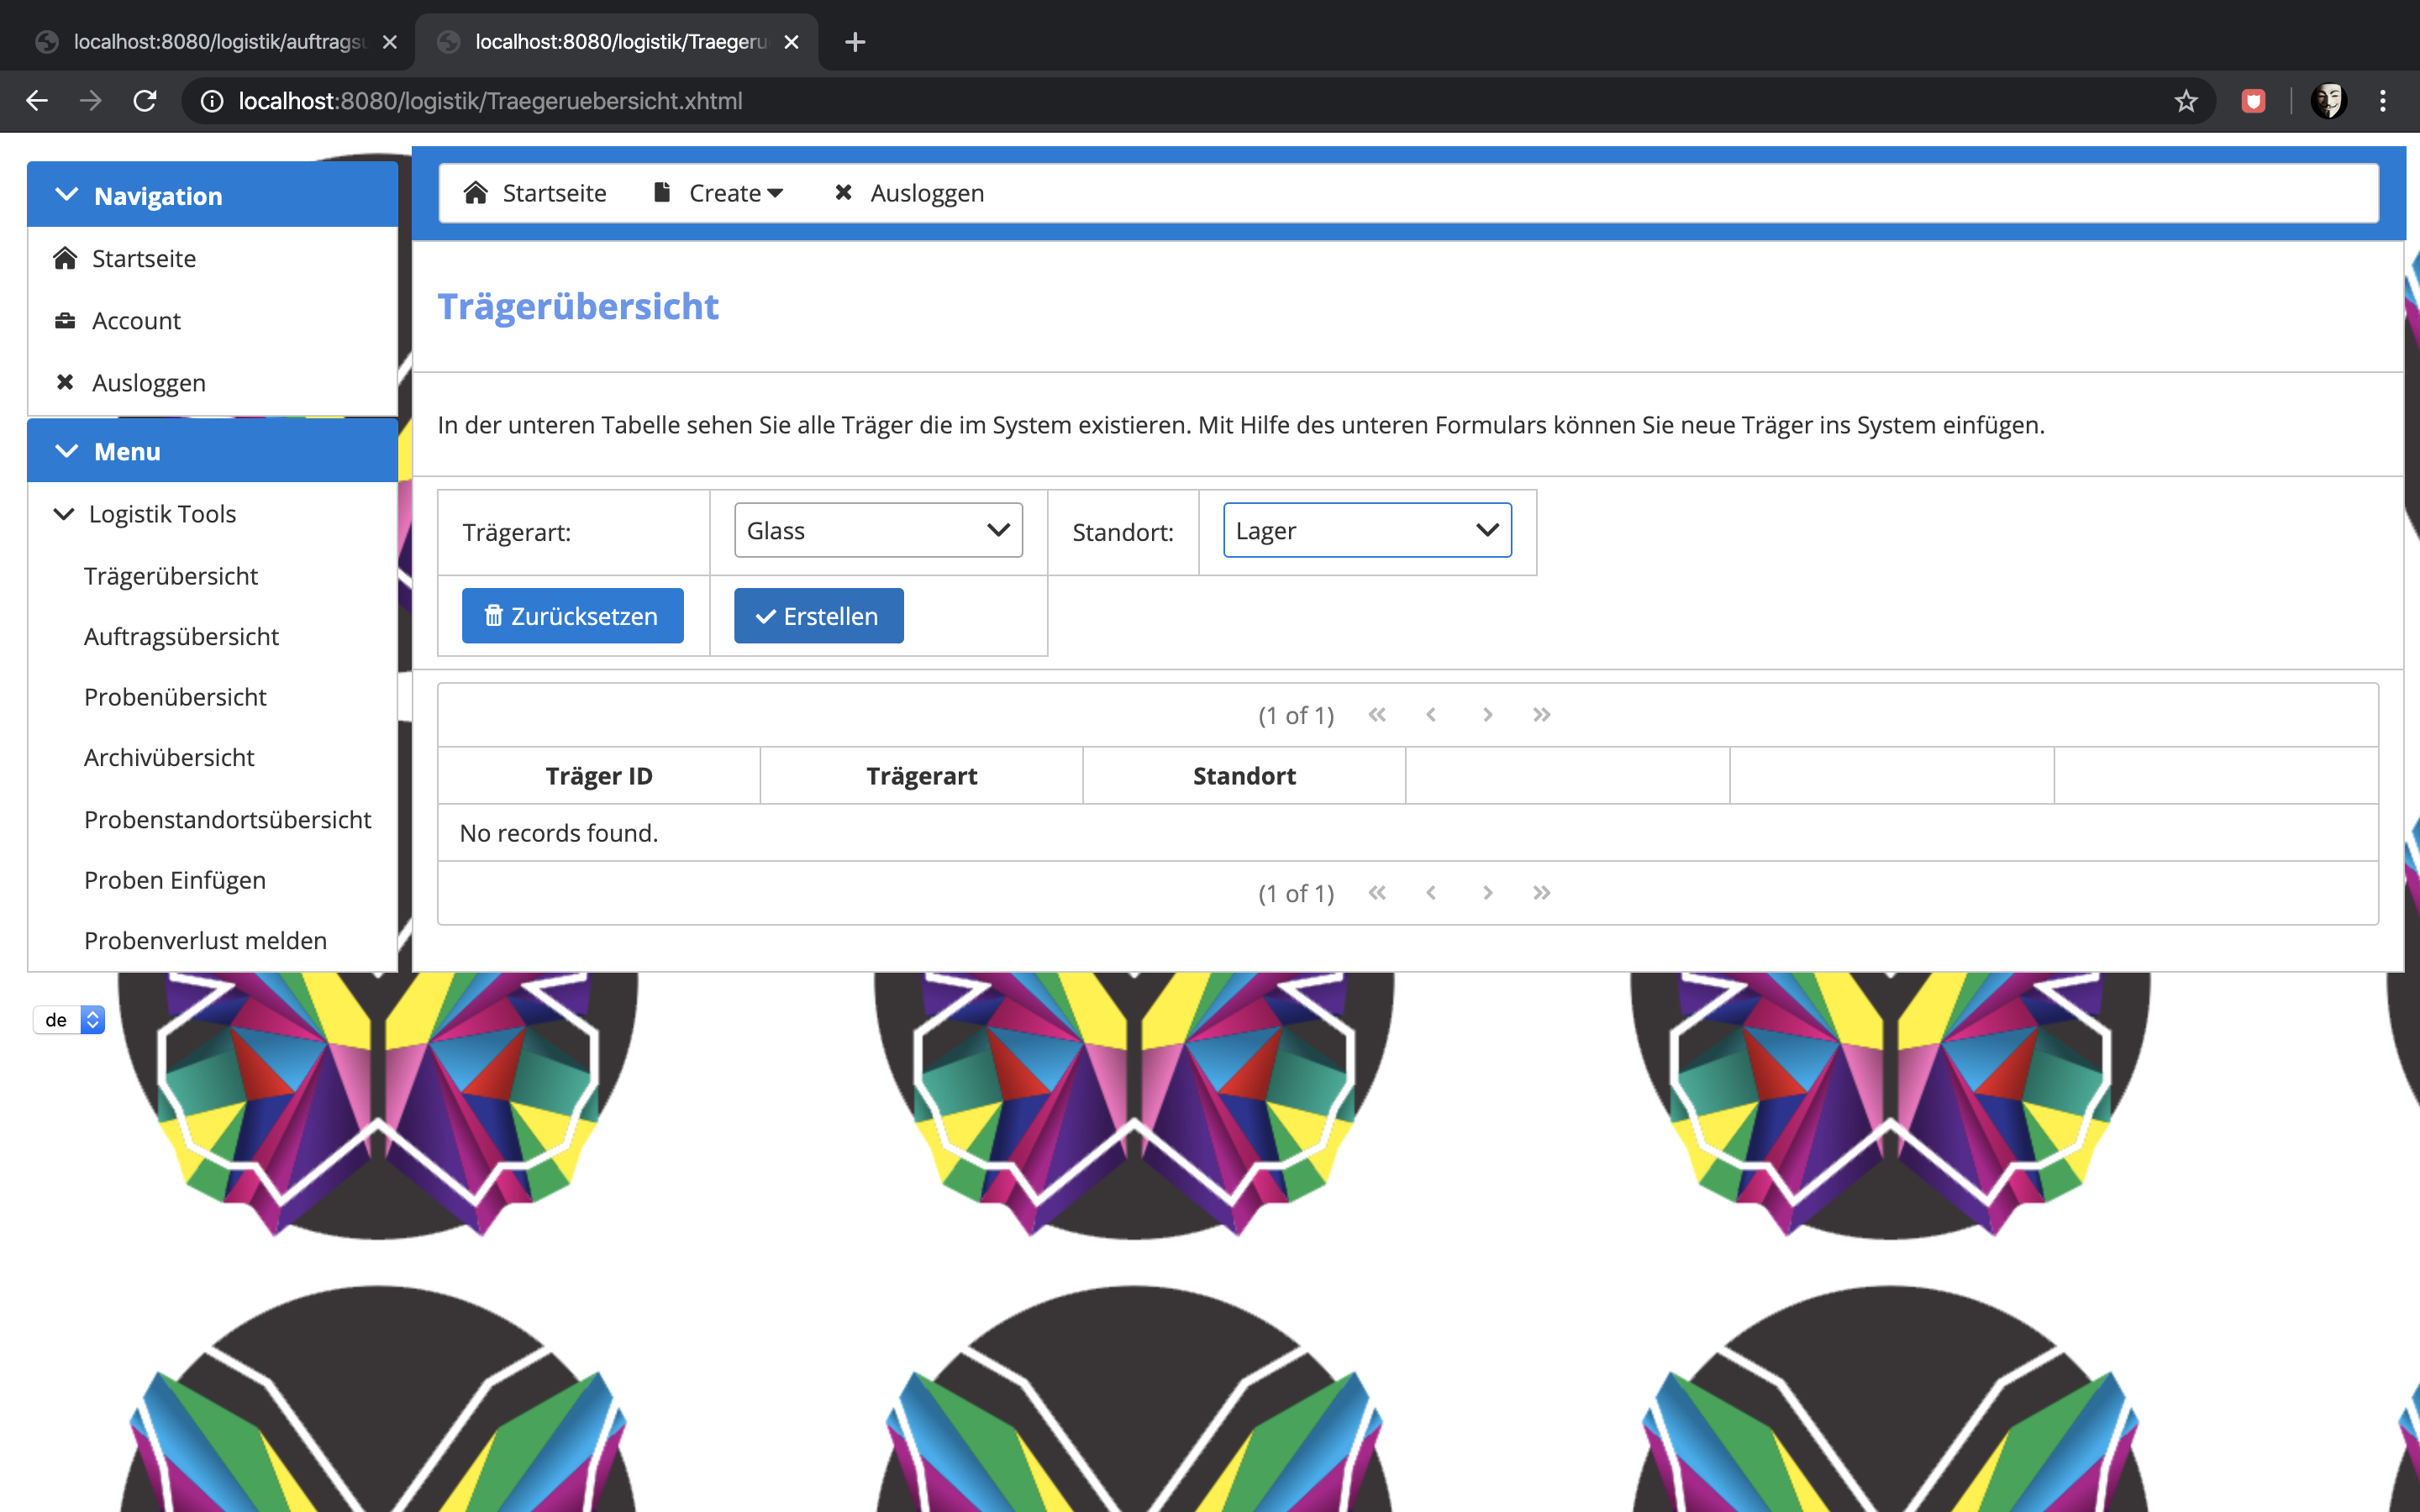 localhost:8080/logistik/auftragsu
localhost:8080/logistik/Traegeru
localhost:8080/logistik/Traegeruebersicht.xhtml
Navigation
Startseite
Account
Ausloggen
Menu
Logistik Tools
Trägerübersicht
Auftragsübersicht
Probenübersicht
Archivübersicht
Probenstandortsübersicht
Proben Einfügen
Probenverlust melden
de
Startseite Create Ausloggen
Trägerübersicht
In der unteren Tabelle sehen Sie alle Träger die im System existieren. Mit Hilfe des unteren Formulars können Sie neue Träger ins System einfügen.
Trägerart: Glass Standort: Lager
Zurücksetzen Erstellen
(1 of 1)
Träger ID Trägerart Standort
No records found.
(1 of 1)